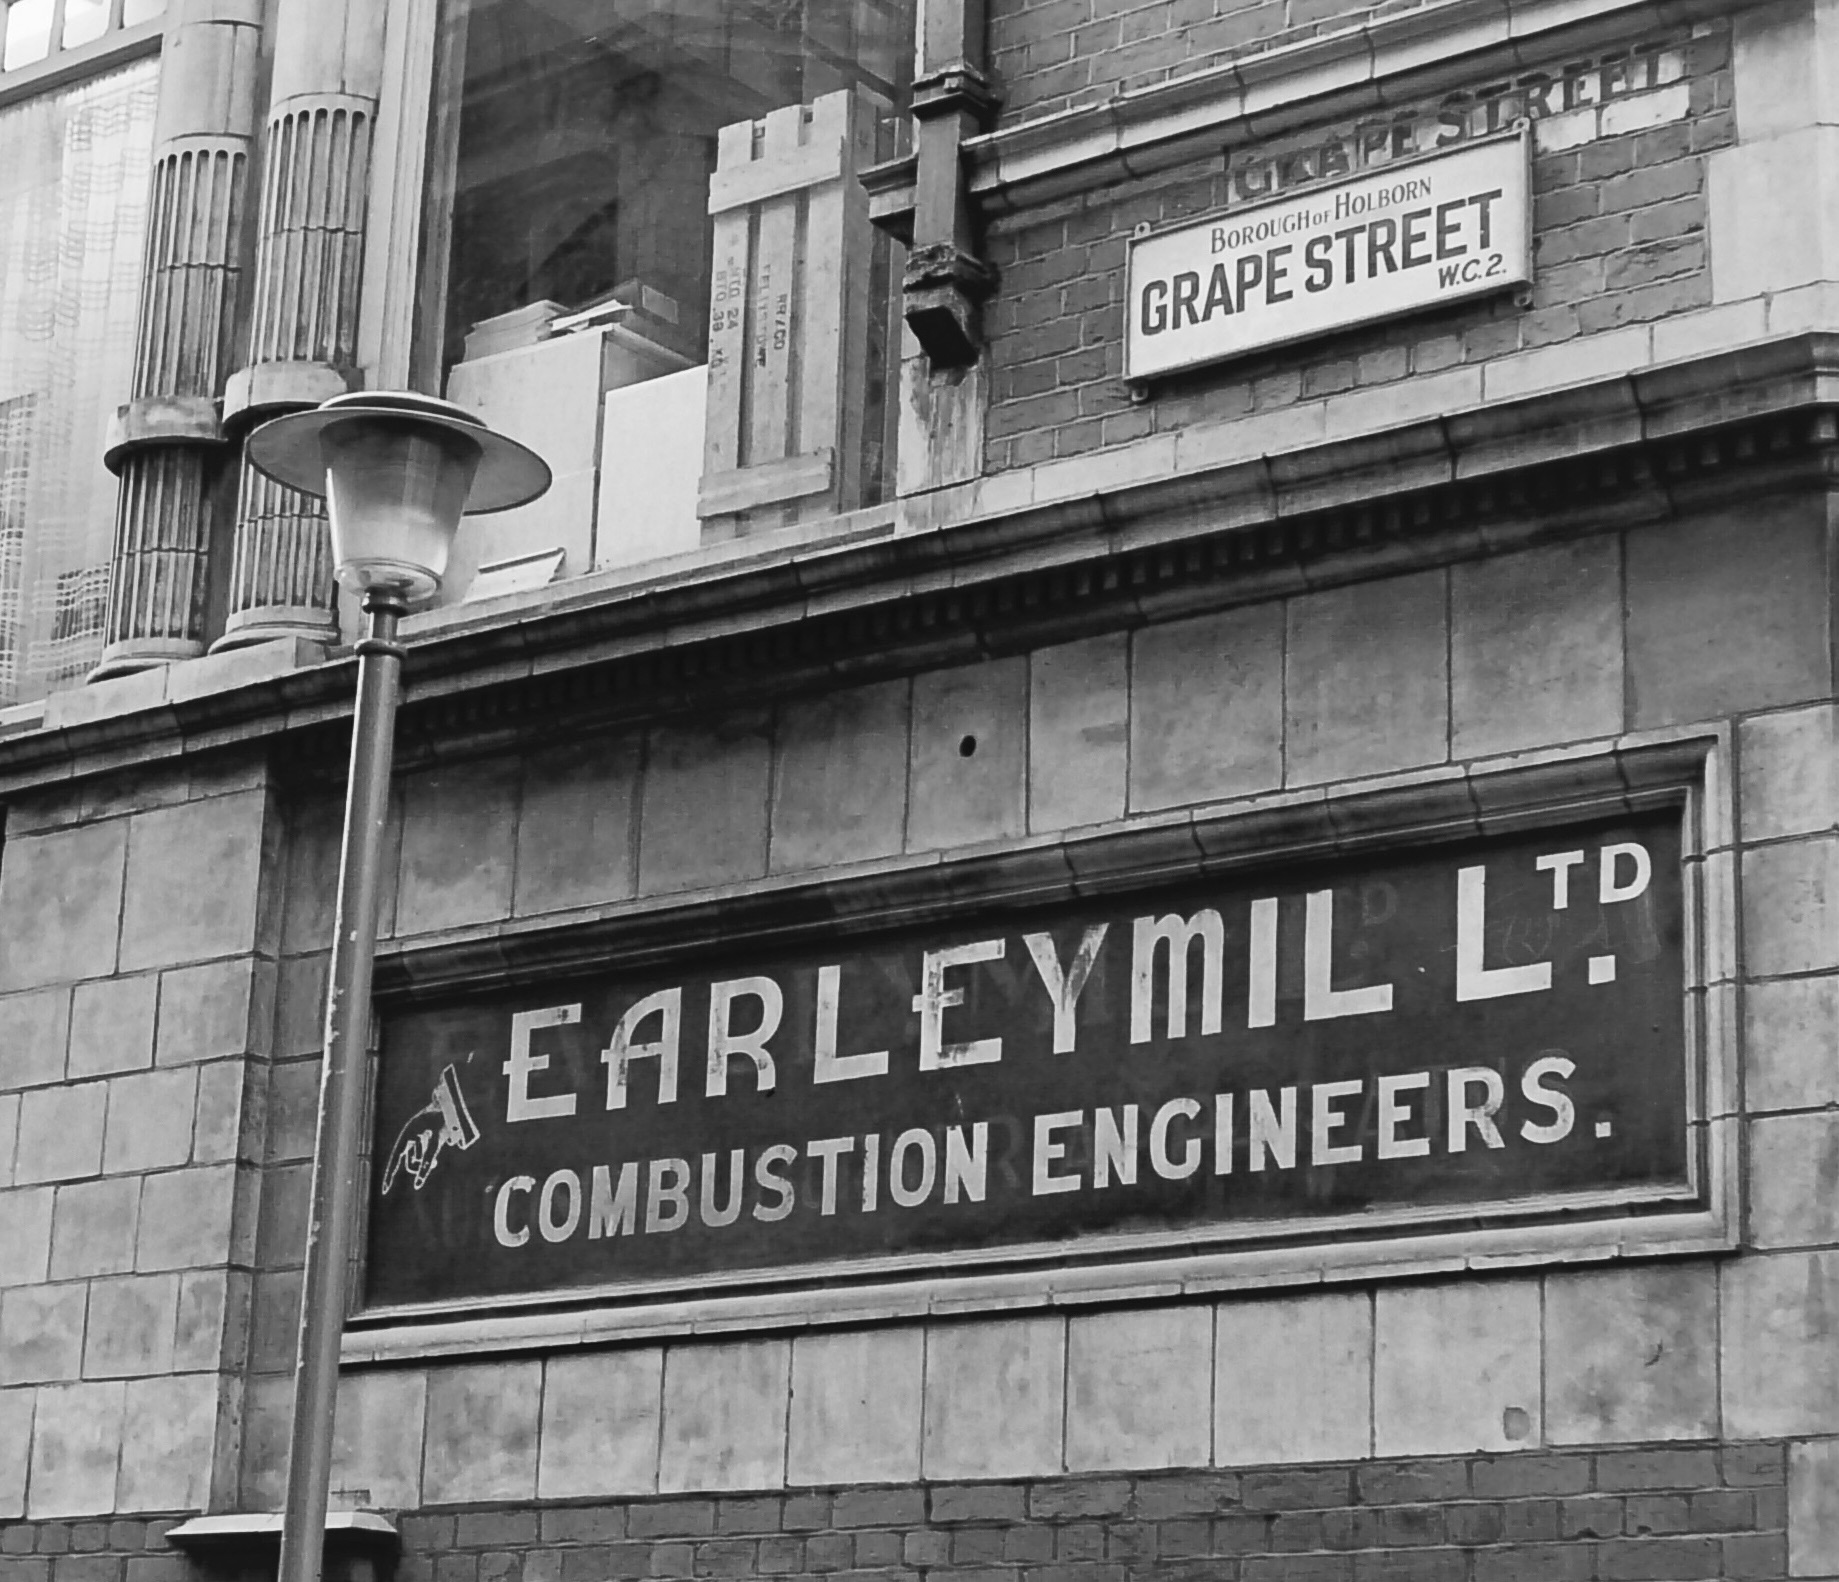 GRAPE STREET
BOROUGH OF HOLBORN
GRAPE STREET
W.C.2.
EARLEYMIL LTD.
COMBUSTION ENGINEERS.